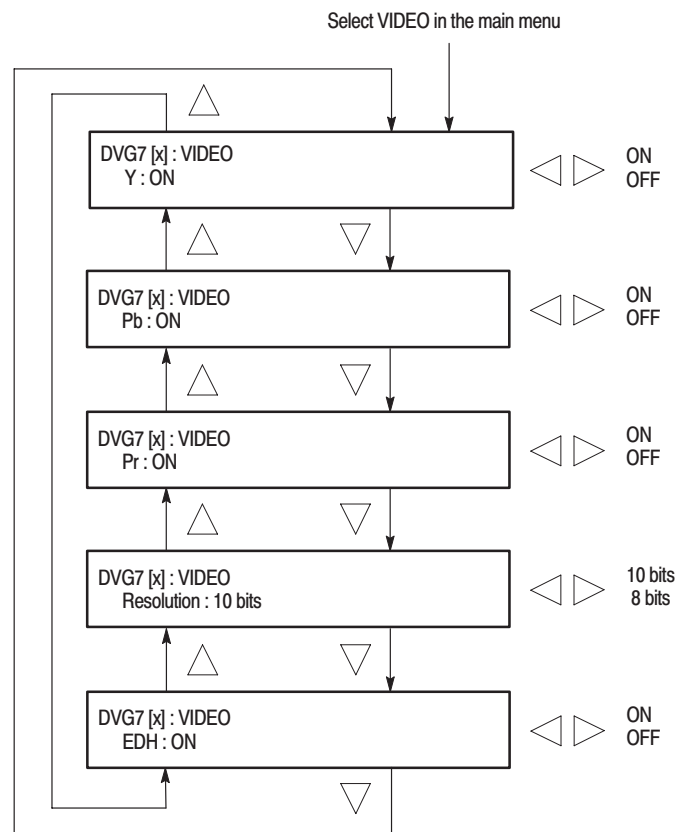 Select VIDEO in the main menu
DVG7 [x] : VIDEO
Y : ON
ON
OFF
DVG7 [x] : VIDEO
Pb : ON
ON
OFF
DVG7 [x] : VIDEO
Pr : ON
ON
OFF
DVG7 [x] : VIDEO
Resolution : 10 bits
10 bits
8 bits
DVG7 [x] : VIDEO
EDH : ON
ON
OFF